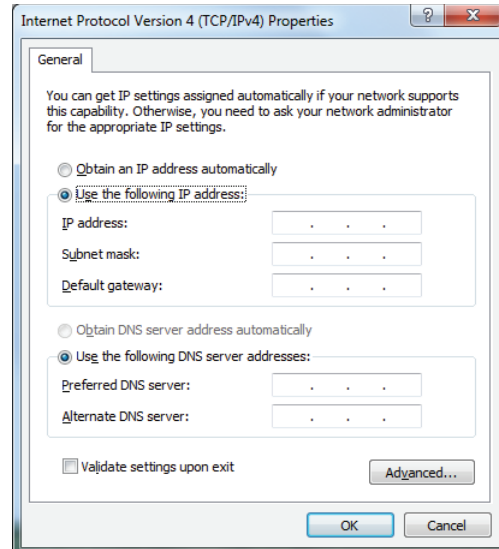 Internet Protocol Version 4 (TCP/IPv4) Properties
?
X
General
You can get IP settings assigned automatically if your network supports
this capability. Otherwise, you need to ask your network administrator
for the appropriate IP settings.
Obtain an IP address automatically
Use the following IP address:
IP address: . . .
Subnet mask: . . .
Default gateway: . . .
Obtain DNS server address automatically
Use the following DNS server addresses:
Preferred DNS server: . . .
Alternate DNS server: . . .
Validate settings upon exit
Advanced...
OK Cancel